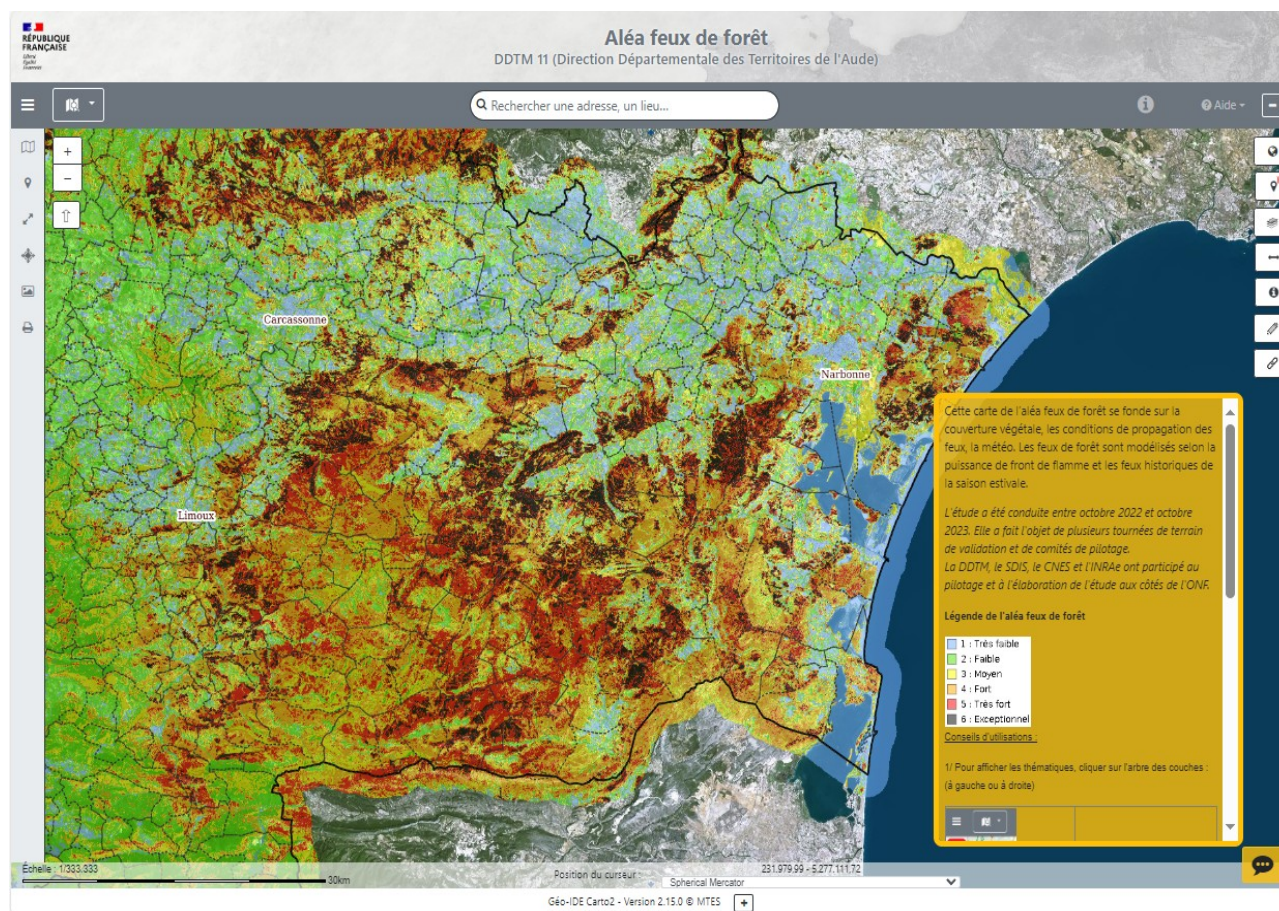 RÉPUBLIQUE
FRANÇAISE
Liberté
Égalité
Fraternité
Aléa feux de forêt
DDTM 11 (Direction Départementale des Territoires de l'Aude)
Rechercher une adresse, un lieu...
Aide
Carcassonne
Narbonne
Limoux
Cette carte de l'aléa feux de forêt se fonde sur la
couverture végétale, les conditions de propagation des
feux, la météo. Les feux de forêt sont modélisés selon la
puissance de front de flamme et les feux historiques de
la saison estivale.
L'étude a été conduite entre octobre 2022 et octobre
2023. Elle a fait l'objet de plusieurs tournées de terrain
de validation et de comités de pilotage.
La DDTM, le SDIS, le CNES et l'INRAe ont participé au
pilotage et à l'élaboration de l'étude aux côtés de l'ONF.
Légende de l'aléa feux de forêt
1 : Très faible
2 : Faible
3 : Moyen
4 : Fort
5 : Très fort
6 : Exceptionnel
Conseils d'utilisations :
1/ Pour afficher les thématiques, cliquer sur l'arbre des couches :
(à gauche ou à droite)
Échelle : 1/333.333
30km
Position du curseur :
231.979,99 - 5.277.111,72
Spherical Mercator
Géo-IDE Carto2 - Version 2.15.0 © MTES